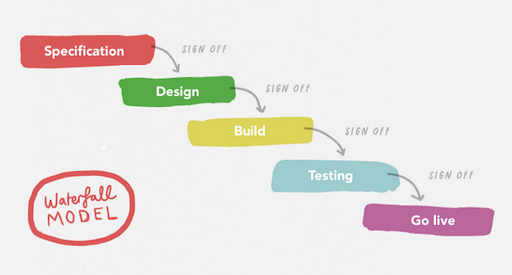 Specification
SIGN OFF
Design
SIGN OFF
Build
SIGN OFF
Testing
SIGN OFF
Go live
Waterfall
MODEL